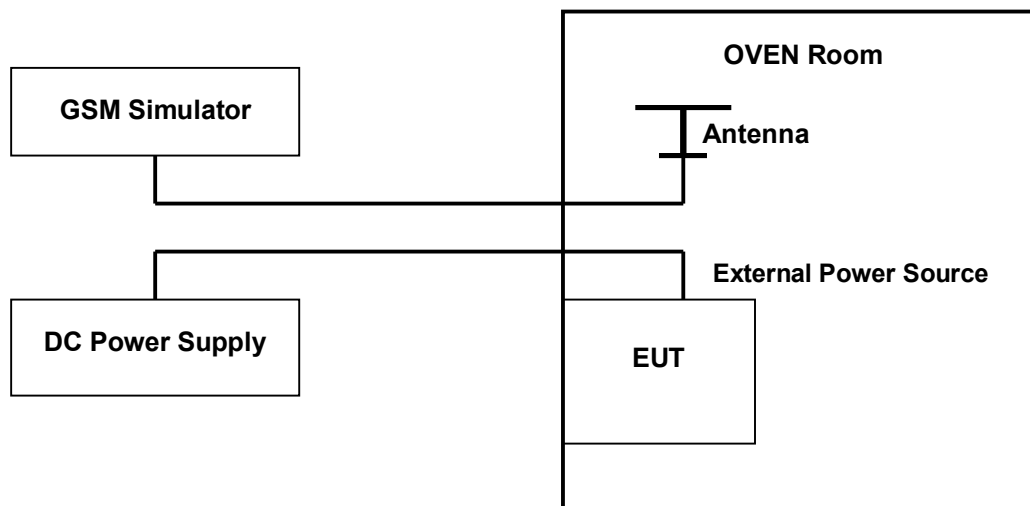 OVEN Room
GSM Simulator
Antenna
External Power Source
DC Power Supply
EUT